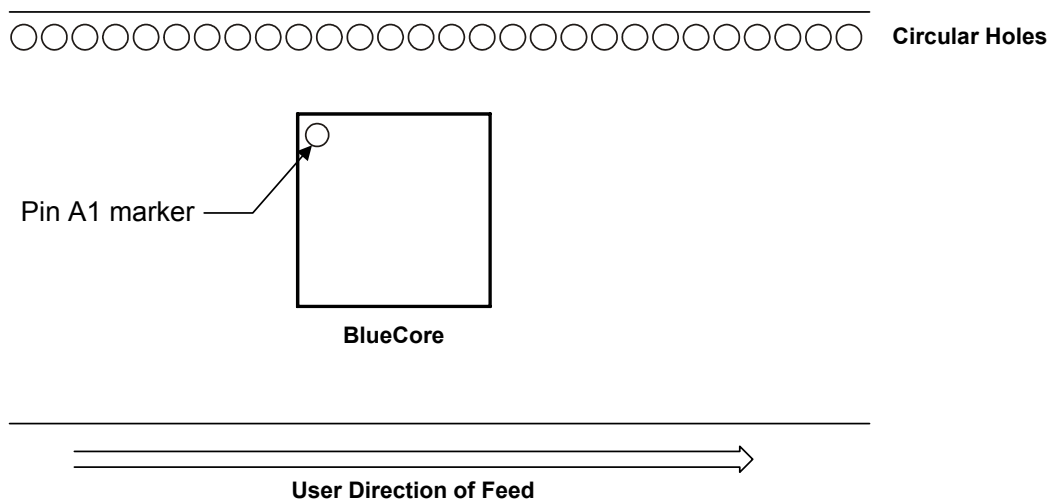 Circular Holes
Pin A1 marker
BlueCore
User Direction of Feed